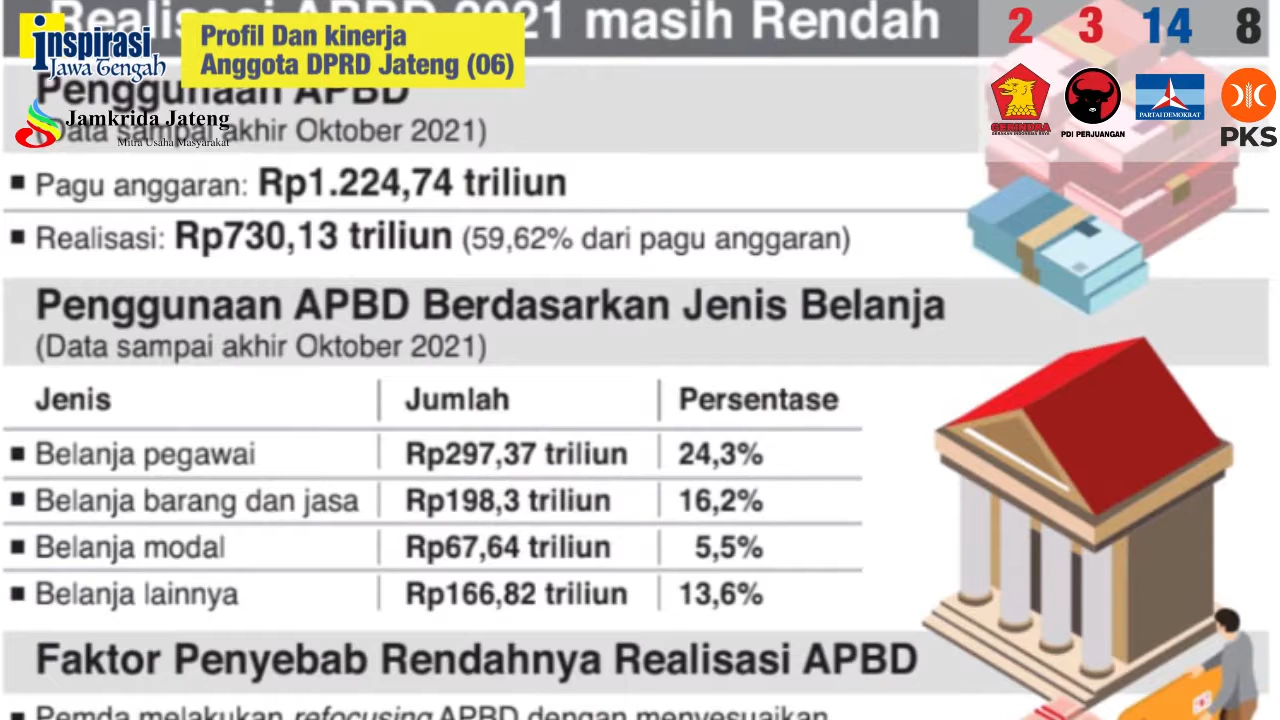 Realisasi APBD 2021 masih Rendah
inspirasi
Jawa Tengah
Profil Dan kinerja
Anggota DPRD Jateng (06)
2 3 14 8
GERINDRA
PDI PERJUANGAN
PARTAI DEMOKRAT
PKS
Penggunaan APBD
(Data sampai akhir Oktober 2021)
Jamkrida Jateng
Mitra Usaha Masyarakat
Pagu anggaran: Rp1.224,74 triliun
Realisasi: Rp730,13 triliun (59,62% dari pagu anggaran)
Penggunaan APBD Berdasarkan Jenis Belanja
(Data sampai akhir Oktober 2021)
Jenis Jumlah Persentase
Belanja pegawai Rp297,37 triliun 24,3%
Belanja barang dan jasa Rp198,3 triliun 16,2%
Belanja modal Rp67,64 triliun 5,5%
Belanja lainnya Rp166,82 triliun 13,6%
Faktor Penyebab Rendahnya Realisasi APBD
Pemda melakukan refocusing APBD dengan menyesuaikan